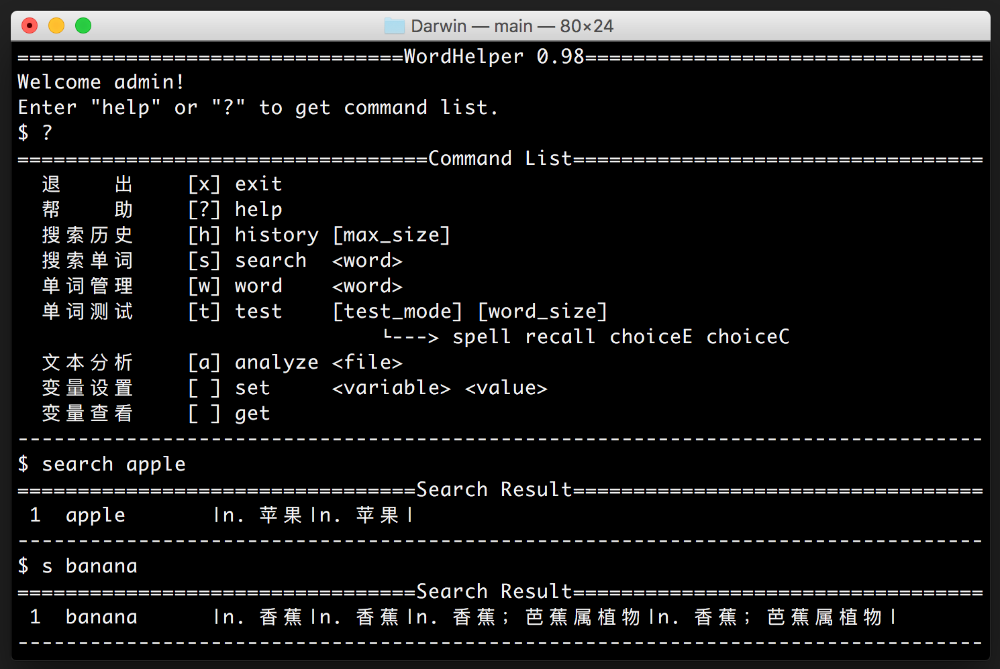 Darwin — main — 80×24
================================WordHelper 0.98=================================
Welcome admin!
Enter "help" or "?" to get command list.
$ ?
==================================Command List==================================
退    出    [x] exit
帮    助    [?] help
搜索历史    [h] history [max_size]
搜索单词    [s] search  <word>
单词管理    [w] word    <word>
单词测试    [t] test    [test_mode] [word_size]
└---> spell recall choiceE choiceC
文本分析    [a] analyze <file>
变量设置    [ ] set     <variable> <value>
变量查看    [ ] get
--------------------------------------------------------------------------------
$ search apple
=================================Search Result==================================
1  apple       |n. 苹果|n. 苹果|
--------------------------------------------------------------------------------
$ s banana
=================================Search Result==================================
1  banana      |n. 香蕉|n. 香蕉|n. 香蕉；芭蕉属植物|n. 香蕉；芭蕉属植物|
--------------------------------------------------------------------------------